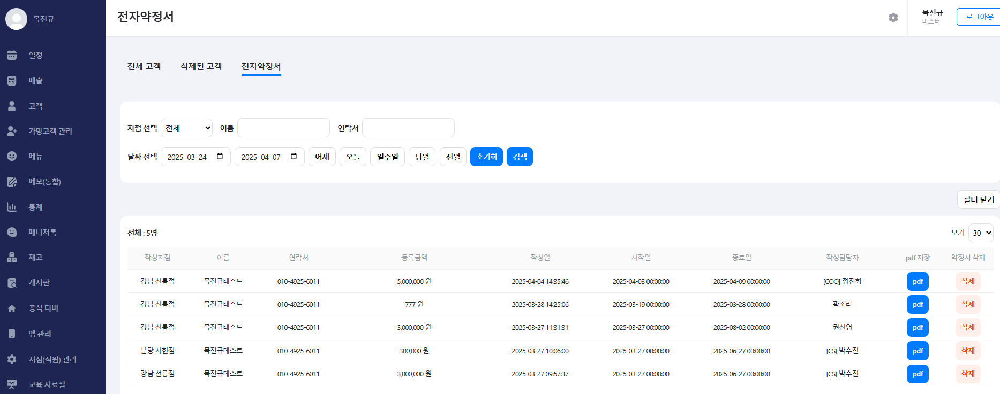 목진규
일정
매출
고객
가망고객 관리
메뉴
메모(통합)
통계
매니저톡
재고
게시판
공식 디비
앱 관리
지점(직원) 관리
교육 자료실
전자약정서
목진규
마스터
로그아웃
전체 고객 삭제된 고객 전자약정서
지점 선택 전체 이름 연락처
날짜 선택 2025-03-24 2025-04-07 어제 오늘 일주일 당월 전월 초기화 검색
필터 닫기
전체 : 5명 보기 30
작성지점 이름 연락처 등록금액 작성일 시작일 종료일 작성담당자 pdf 저장 약정서 삭제
강남 선릉점 목진규테스트 010-4925-6011 5,000,000 원 2025-04-04 14:35:46 2025-04-03 00:00:00 2025-04-09 00:00:00 [COO] 정진화 pdf 삭제
강남 선릉점 목진규테스트 010-4925-6011 777 원 2025-03-28 14:25:06 2025-03-19 00:00:00 2025-03-28 00:00:00 곽소라 pdf 삭제
강남 선릉점 목진규테스트 010-4925-6011 3,000,000 원 2025-03-27 11:31:31 2025-03-27 00:00:00 2025-08-02 00:00:00 권선영 pdf 삭제
분당 서현점 목진규테스트 010-4925-6011 300,000 원 2025-03-27 10:06:00 2025-03-27 00:00:00 2025-06-27 00:00:00 [CS] 박수진 pdf 삭제
강남 선릉점 목진규테스트 010-4925-6011 3,000,000 원 2025-03-27 09:57:37 2025-03-27 00:00:00 2025-06-27 00:00:00 [CS] 박수진 pdf 삭제